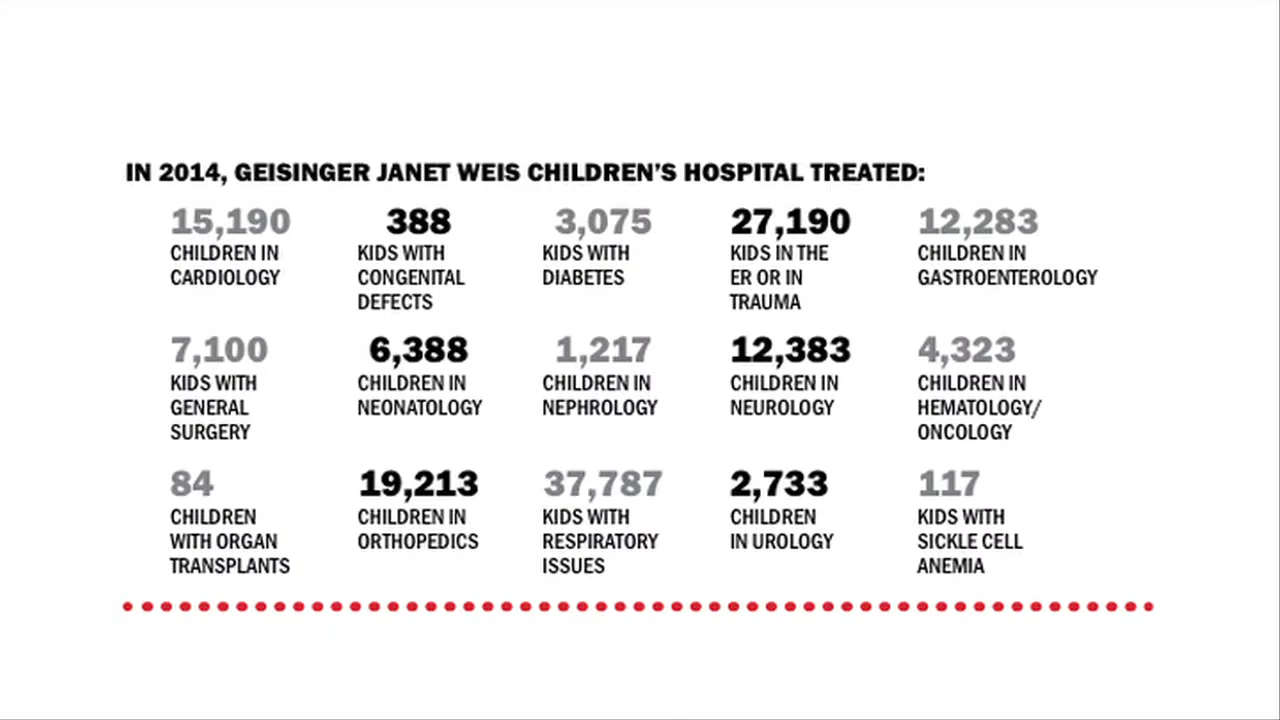 IN 2014, GEISINGER JANET WEIS CHILDREN'S HOSPITAL TREATED:
15,190
CHILDREN IN
CARDIOLOGY
388
KIDS WITH
CONGENITAL
DEFECTS
3,075
KIDS WITH
DIABETES
27,190
KIDS IN THE
ER OR IN
TRAUMA
12,283
CHILDREN IN
GASTROENTEROLOGY
7,100
KIDS WITH
GENERAL
SURGERY
6,388
CHILDREN IN
NEONATOLOGY
1,217
CHILDREN IN
NEPHROLOGY
12,383
CHILDREN IN
NEUROLOGY
4,323
CHILDREN IN
HEMATOLOGY/
ONCOLOGY
84
CHILDREN
WITH ORGAN
TRANSPLANTS
19,213
CHILDREN IN
ORTHOPEDICS
37,787
KIDS WITH
RESPIRATORY
ISSUES
2,733
CHILDREN
IN UROLOGY
117
KIDS WITH
SICKLE CELL
ANEMIA